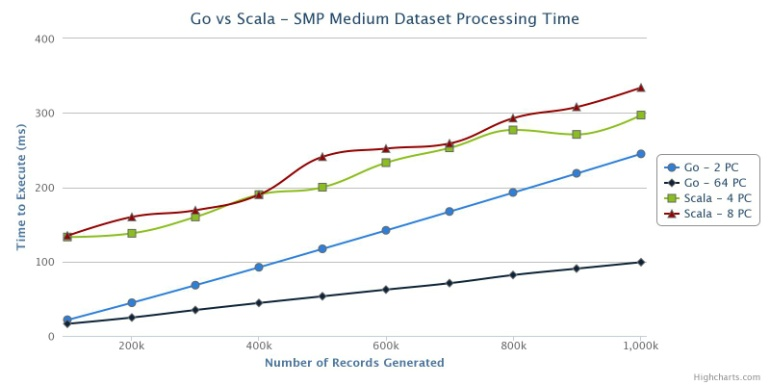 Go vs Scala – SMP Medium Dataset Processing Time
Time to Execute (ms)
400
300
200
100
0
200k
400k
600k
800k
1,000k
Number of Records Generated
Go – 2 PC
Go – 64 PC
Scala – 4 PC
Scala – 8 PC
Highcharts.com